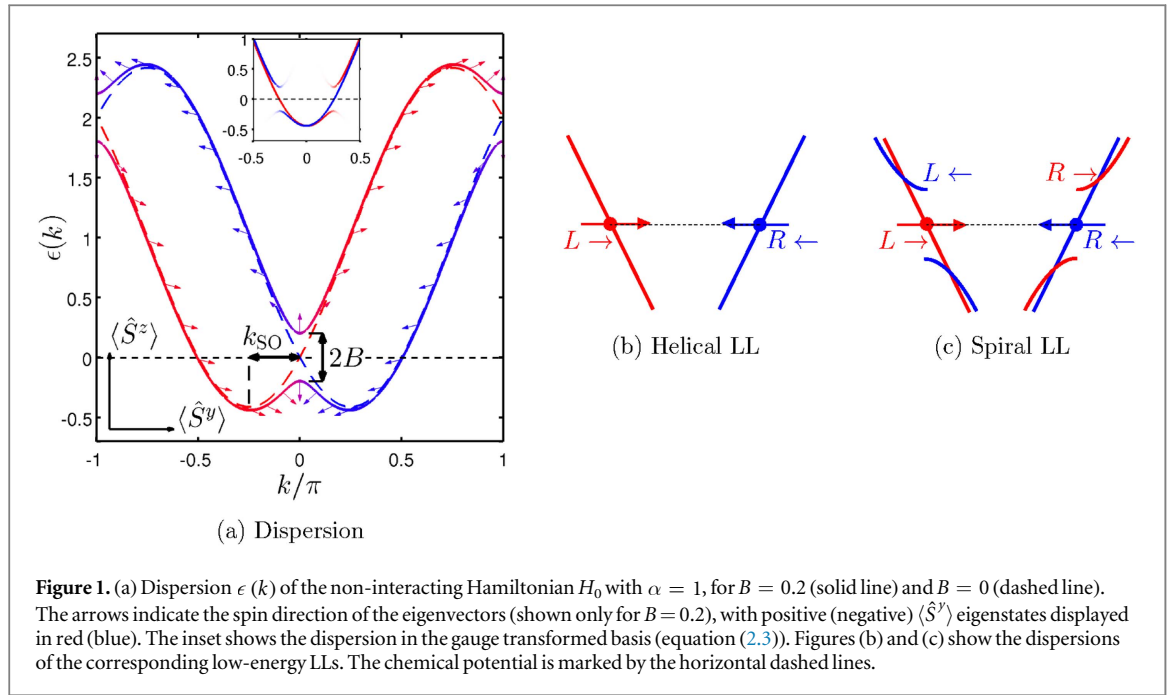 2.5
2
1.5
1
0.5
0
-0.5
-1 -0.5 0 0.5 1
ϵ(k)
k/π
1
0.5
0
-0.5
-0.5 0 0.5
k_SO
2B
⟨Ŝ^z⟩
⟨Ŝ^y⟩
(a) Dispersion
L →
R ←
(b) Helical LL
L ←
R →
L →
R ←
(c) Spiral LL
Figure 1. (a) Dispersion ϵ (k) of the non-interacting Hamiltonian H₀ with α = 1, for B = 0.2 (solid line) and B = 0 (dashed line).
The arrows indicate the spin direction of the eigenvectors (shown only for B = 0.2), with positive (negative) ⟨Ŝ^y⟩ eigenstates displayed
in red (blue). The inset shows the dispersion in the gauge transformed basis (equation (2.3)). Figures (b) and (c) show the dispersions
of the corresponding low-energy LLs. The chemical potential is marked by the horizontal dashed lines.